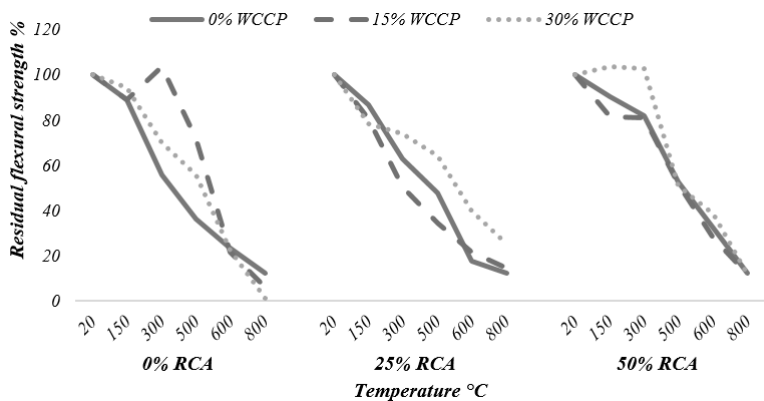 0% WCCP 15% WCCP 30% WCCP
Residual flexural strength %
120
100
80
60
40
20
0
20 150 300 500 600 800 20 150 300 500 600 800 20 150 300 500 600 800
0% RCA 25% RCA 50% RCA
Temperature °C